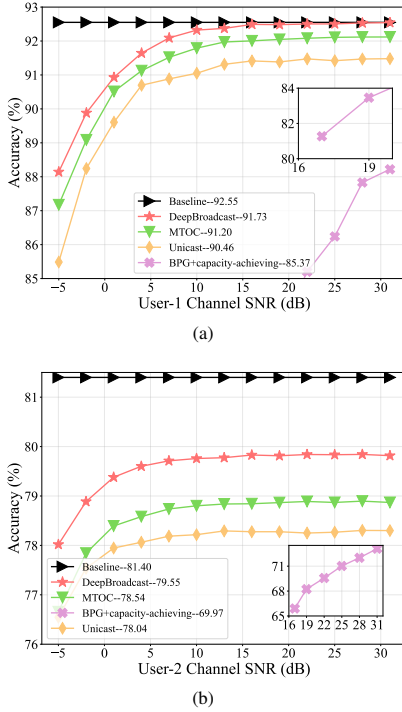 93
92
91
90
89
88
87
86
85
Accuracy (%)
84
82
80
16 19
Baseline--92.55
DeepBroadcast--91.73
MTOC--91.20
Unicast--90.46
BPG+capacity-achieving--85.37
−5 0 5 10 15 20 25 30
User-1 Channel SNR (dB)
(a)
81
80
79
78
77
76
Accuracy (%)
Baseline--81.40
DeepBroadcast--79.55
MTOC--78.54
BPG+capacity-achieving--69.97
Unicast--78.04
71
68
65
16 19 22 25 28 31
−5 0 5 10 15 20 25 30
User-2 Channel SNR (dB)
(b)